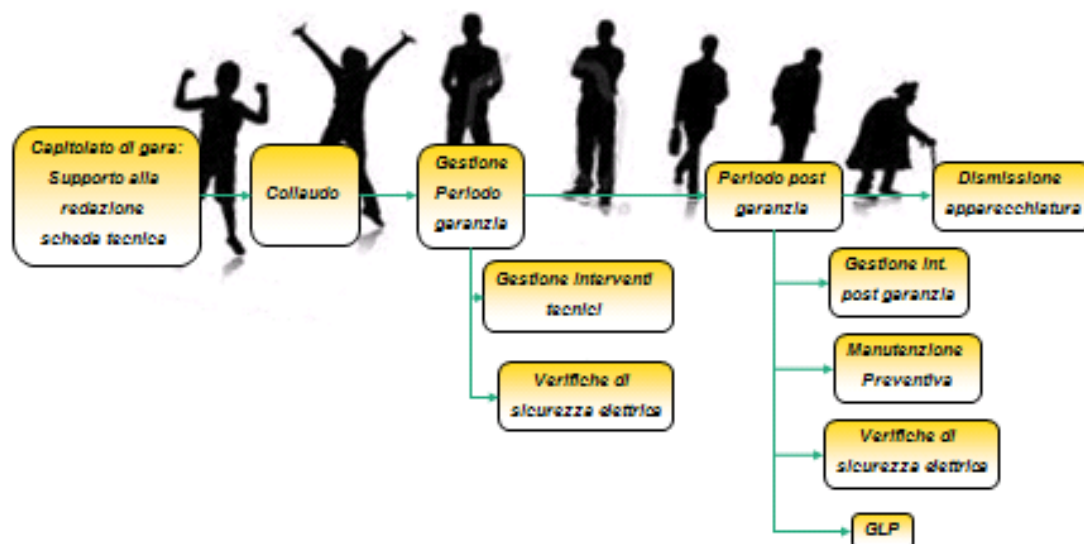 Capitolato di gara:
Supporto alla
redazione
scheda tecnica
Collaudo
Gestione
Periodo
garanzia
Periodo post
garanzia
Dismissione
apparecchiatura
Gestione interventi
tecnici
Verifiche di
sicurezza elettrica
Gestione int.
post garanzia
Manutenzione
Preventiva
Verifiche di
sicurezza elettrica
GLP